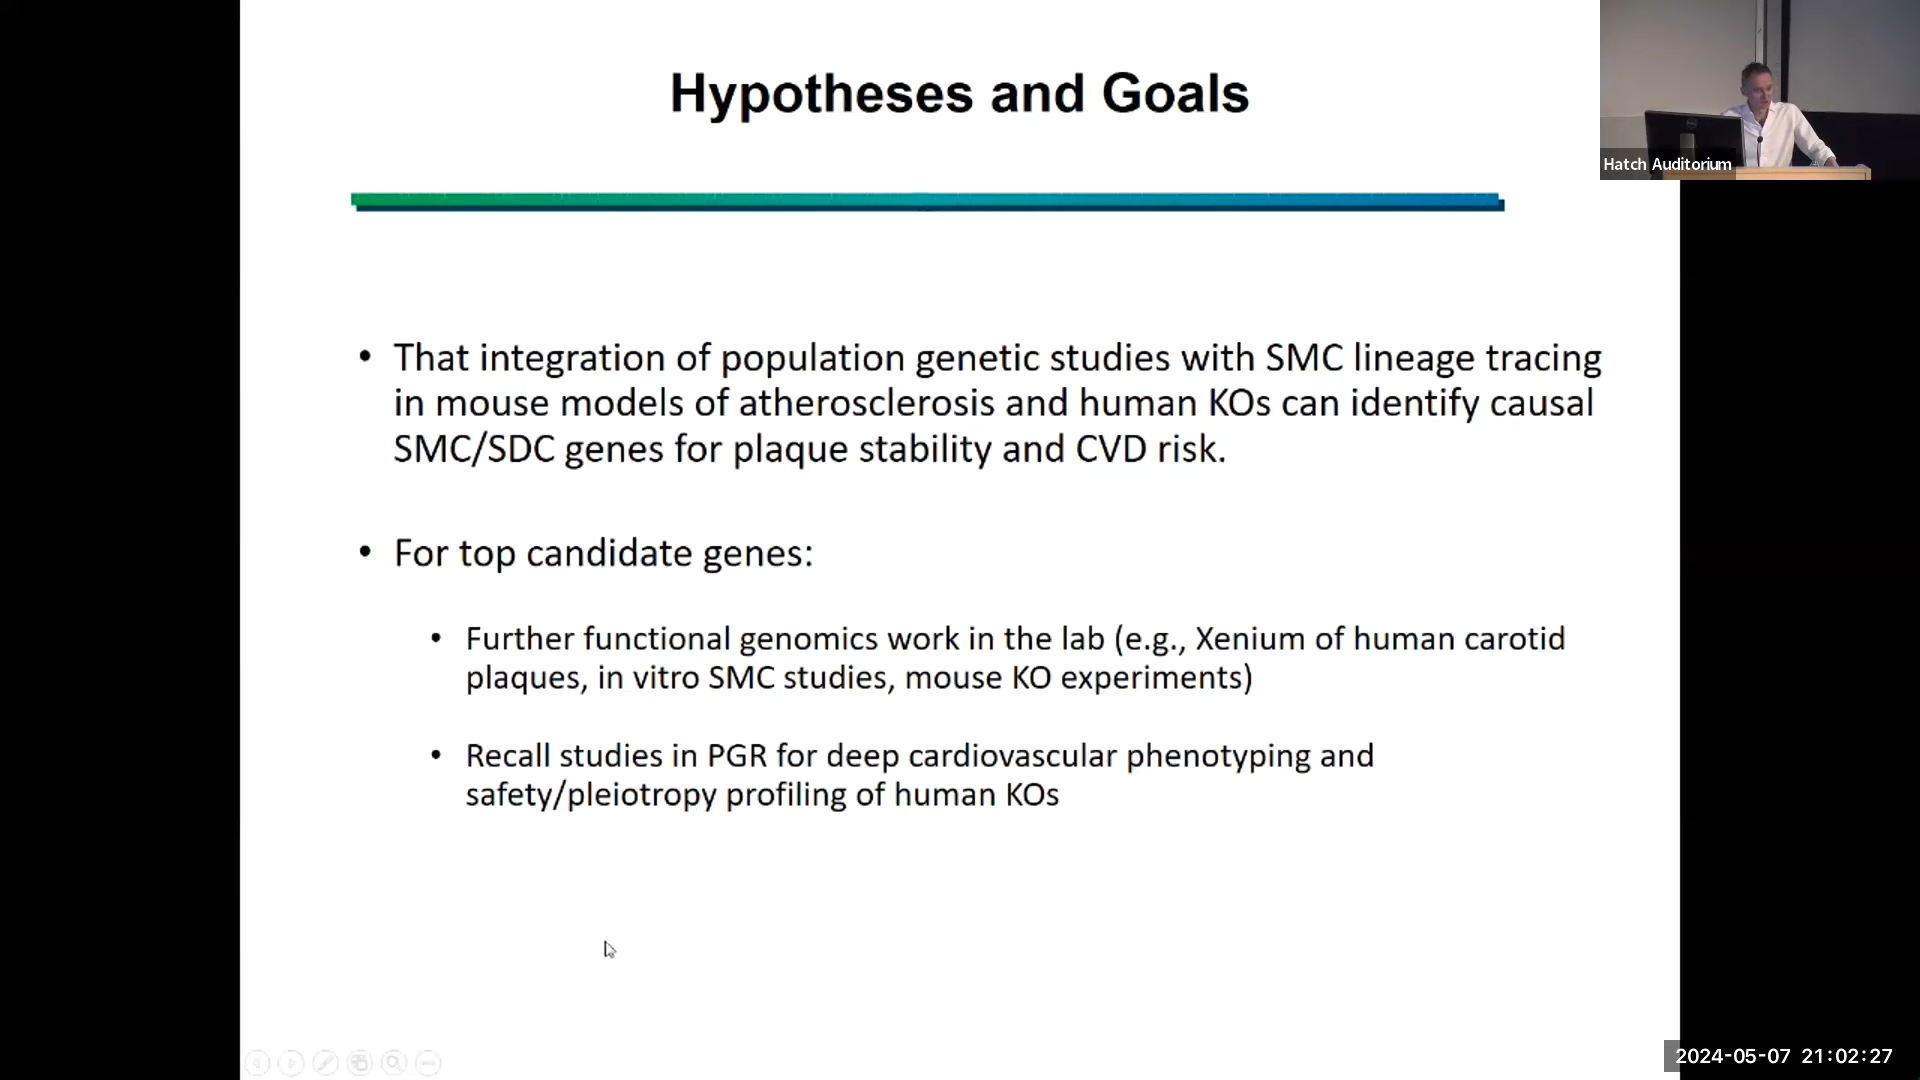 Hypotheses and Goals
Hatch Auditorium
• That integration of population genetic studies with SMC lineage tracing
in mouse models of atherosclerosis and human KOs can identify causal
SMC/SDC genes for plaque stability and CVD risk.
• For top candidate genes:
• Further functional genomics work in the lab (e.g., Xenium of human carotid
plaques, in vitro SMC studies, mouse KO experiments)
• Recall studies in PGR for deep cardiovascular phenotyping and
safety/pleiotropy profiling of human KOs
2024-05-07 21:02:27